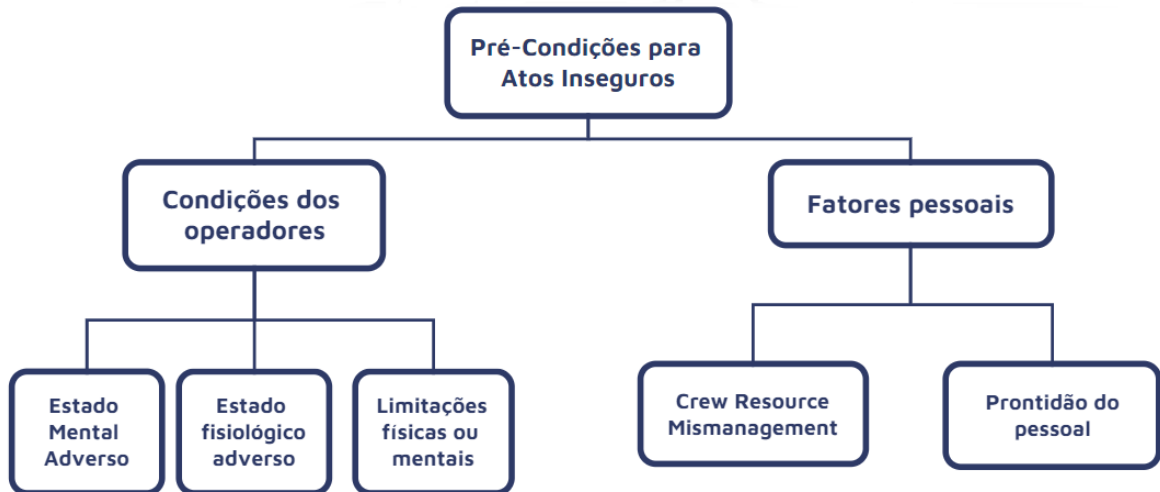 Pré-Condições para
Atos Inseguros
Condições dos
operadores
Fatores pessoais
Estado
Mental
Adverso
Estado
fisiológico
adverso
Limitações
físicas ou
mentais
Crew Resource
Mismanagement
Prontidão do
pessoal